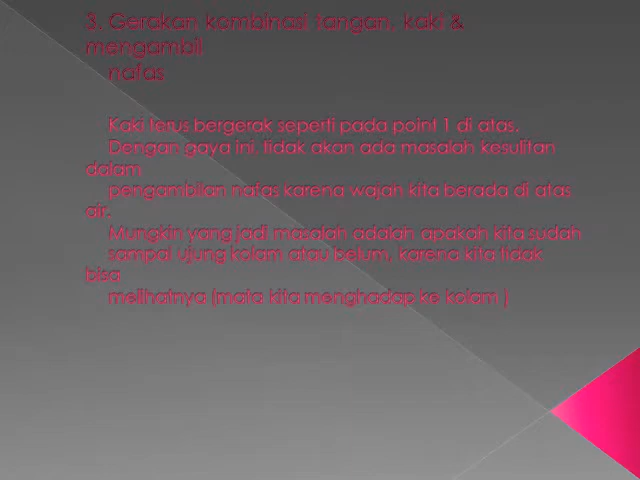 3. Gerakan kombinasi tangan, kaki &
mengambil
nafas
Kaki terus bergerak seperti pada point 1 di atas.
Dengan gaya ini, tidak akan ada masalah kesulitan
dalam
pengambilan nafas karena wajah kita berada di atas
air.
Mungkin yang jadi masalah adalah apakah kita sudah
sampai ujung kolam atau belum, karena kita tidak
bisa
melihatnya (mata kita menghadap ke kolam )